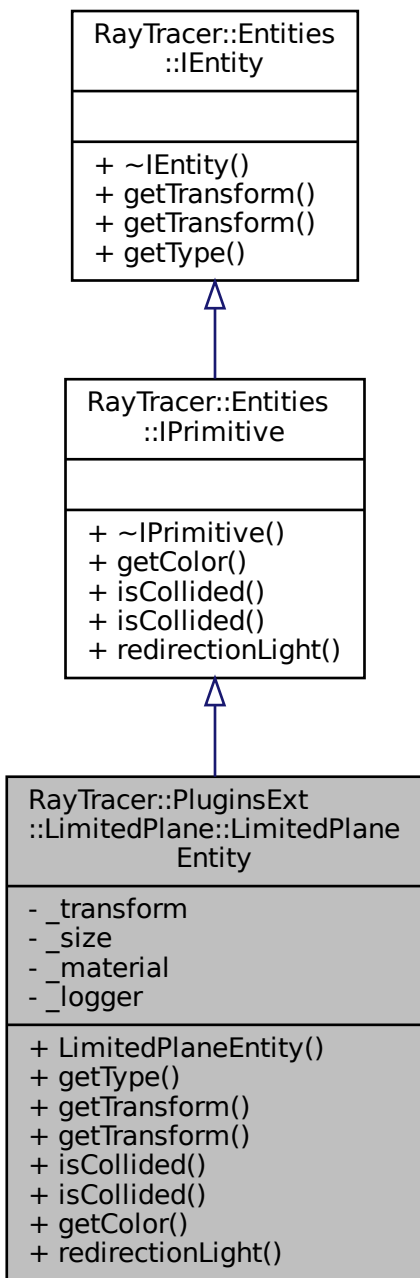 RayTracer::Entities
::IEntity
+ ~IEntity()
+ getTransform()
+ getTransform()
+ getType()
RayTracer::Entities
::IPrimitive
+ ~IPrimitive()
+ getColor()
+ isCollided()
+ isCollided()
+ redirectionLight()
RayTracer::PluginsExt
::LimitedPlane::LimitedPlane
Entity
- _transform
- _size
- _material
- _logger
+ LimitedPlaneEntity()
+ getType()
+ getTransform()
+ getTransform()
+ isCollided()
+ isCollided()
+ getColor()
+ redirectionLight()